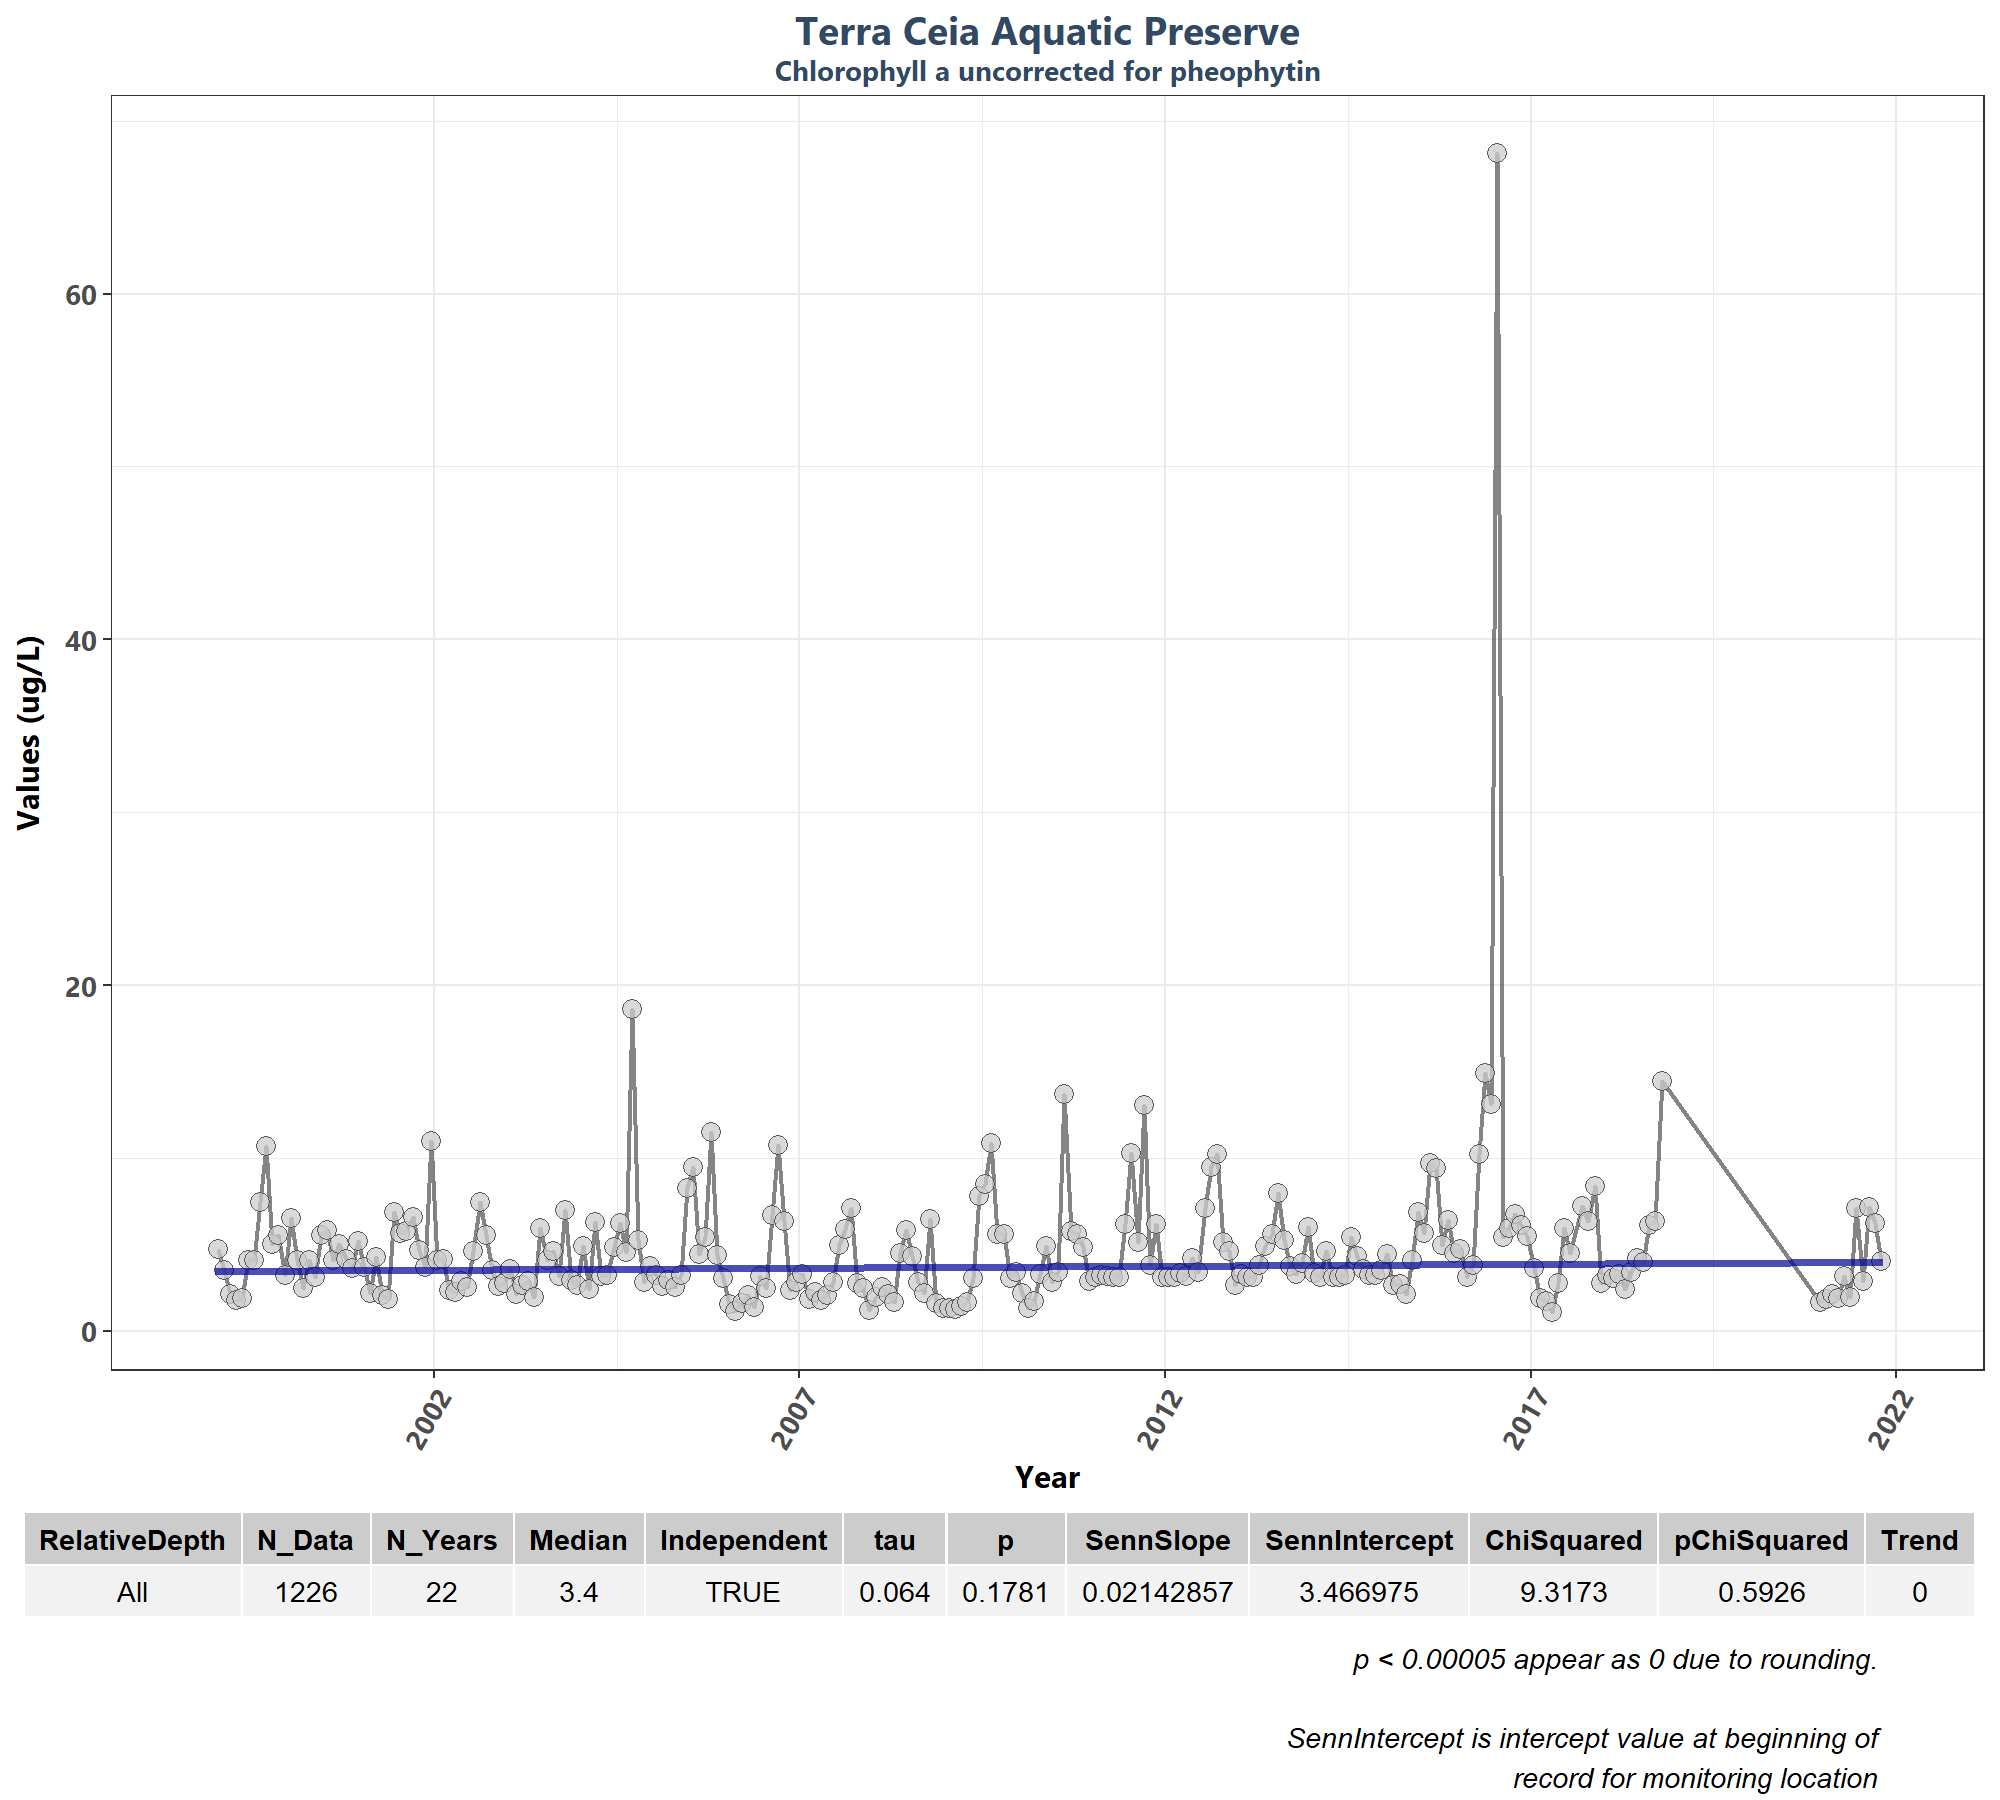 Terra Ceia Aquatic Preserve
Chlorophyll a uncorrected for pheophytin
Values (ug/L)
60
40
20
0
2002 2007 2012 2017 2022
Year
RelativeDepth N_Data N_Years Median Independent tau p SennSlope SennIntercept ChiSquared pChiSquared Trend
All 1226 22 3.4 TRUE 0.064 0.1781 0.02142857 3.466975 9.3173 0.5926 0
p < 0.00005 appear as 0 due to rounding.
SennIntercept is intercept value at beginning of
record for monitoring location